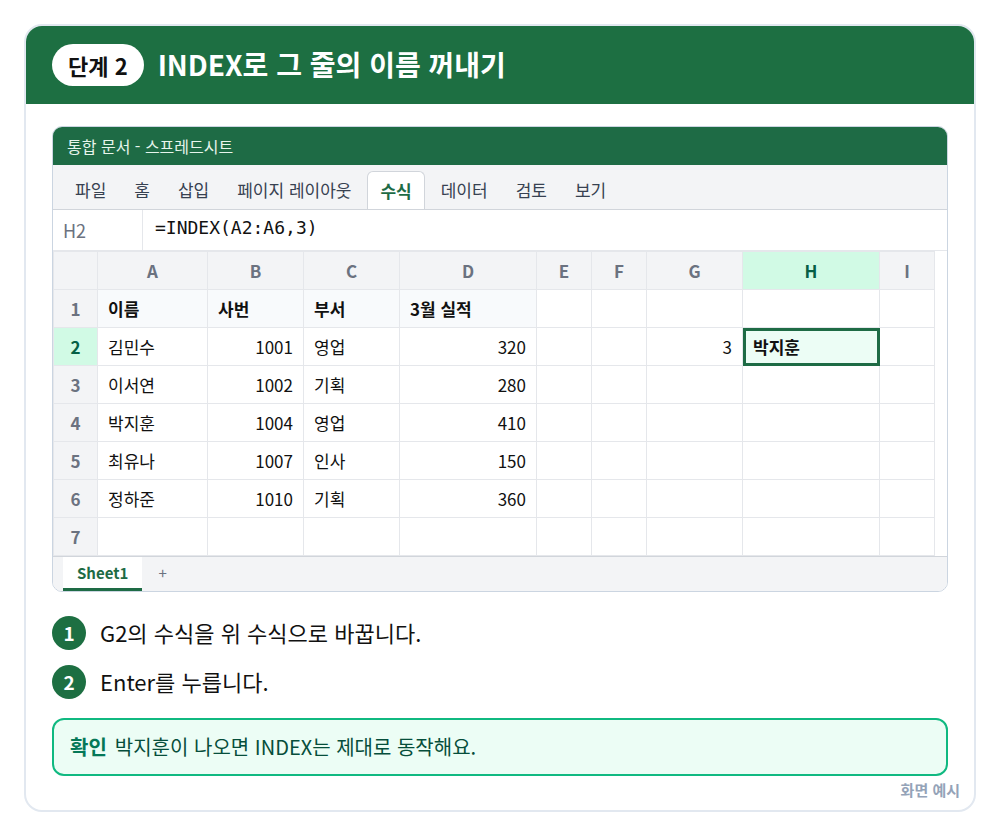 단계 2 INDEX로 그 줄의 이름 꺼내기
통합 문서 - 스프레드시트
파일 홈 삽입 페이지 레이아웃 수식 데이터 검토 보기
H2 =INDEX(A2:A6,3)
A B C D E F G H I
1 이름 사번 부서 3월 실적
2 김민수 1001 영업 320 3 박지훈
3 이서연 1002 기획 280
4 박지훈 1004 영업 410
5 최유나 1007 인사 150
6 정하준 1010 기획 360
7
Sheet1 +
1 G2의 수식을 위 수식으로 바꿉니다.
2 Enter를 누릅니다.
확인 박지훈이 나오면 INDEX는 제대로 동작해요.
화면 예시